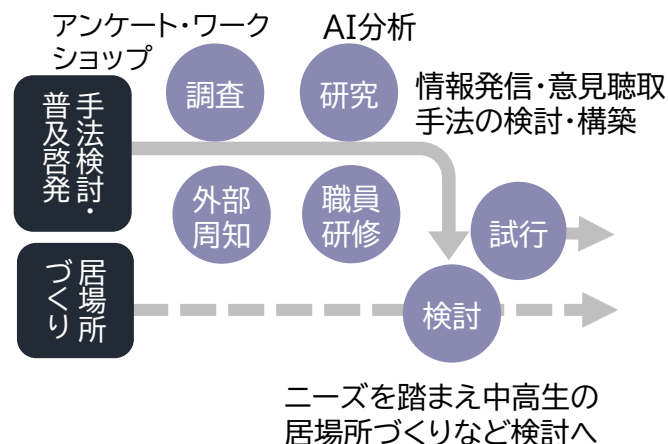 アンケート・ワーク
ショップ
AI分析
調査
研究
情報発信・意見聴取
手法の検討・構築
手法検討・
普及啓発
外部
周知
職員
研修
試行
居場所
づくり
検討
ニーズを踏まえ中高生の
居場所づくりなど検討へ